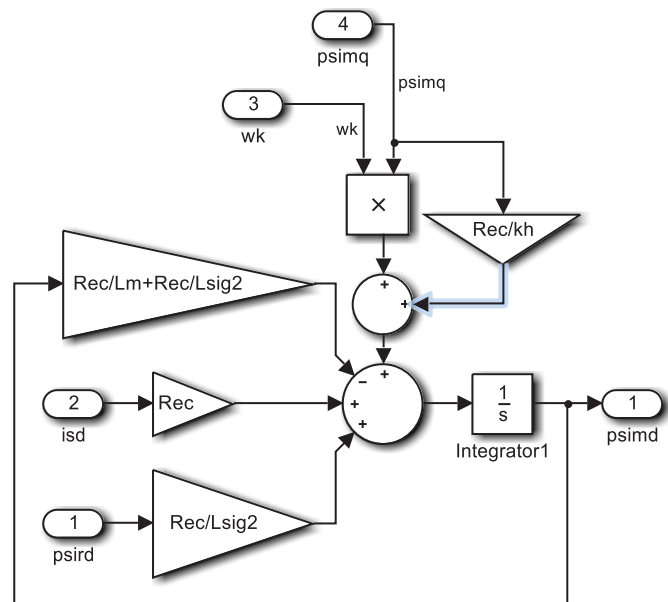 4
psimq
psimq
3
wk
wk
×
Rec/kh
+
+
Rec/Lm+Rec/Lsig2
+
−
+
+
2
isd
Rec
1
s
Integrator1
1
psimd
1
psird
Rec/Lsig2